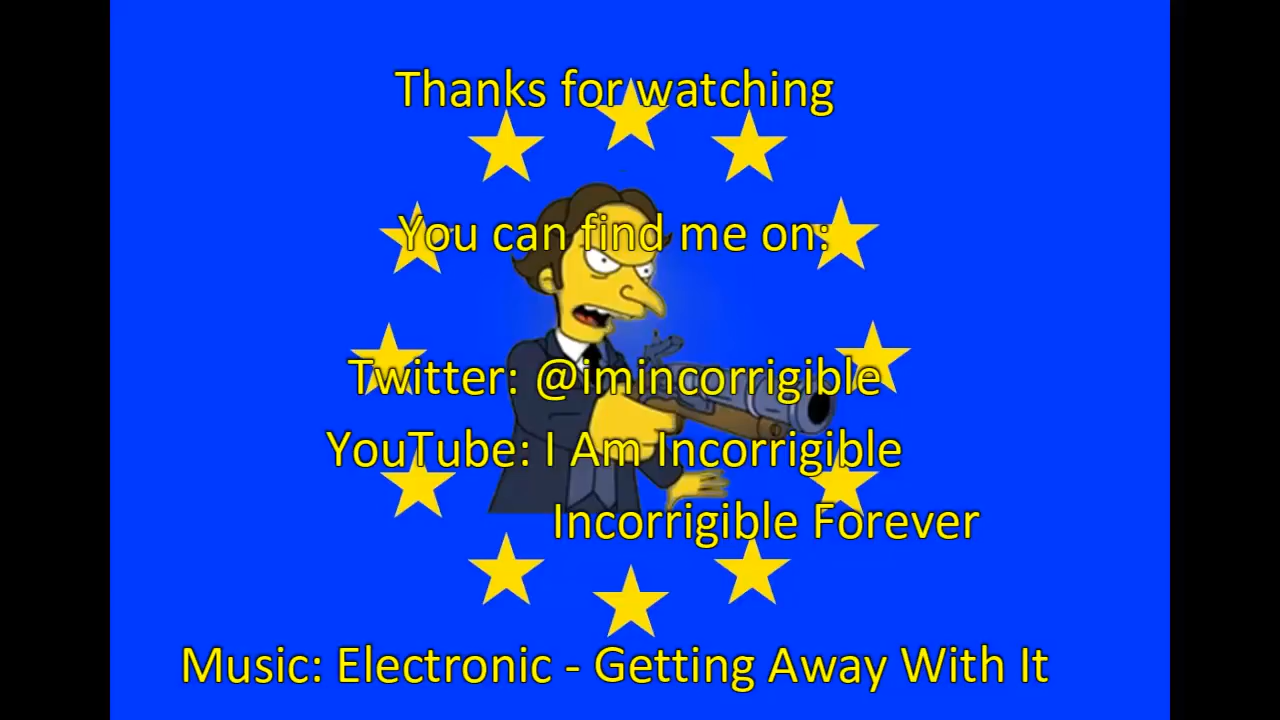 Thanks for watching
You can find me on:
Twitter: @imincorrigible
YouTube: I Am Incorrigible
Incorrigible Forever
Music: Electronic - Getting Away With It